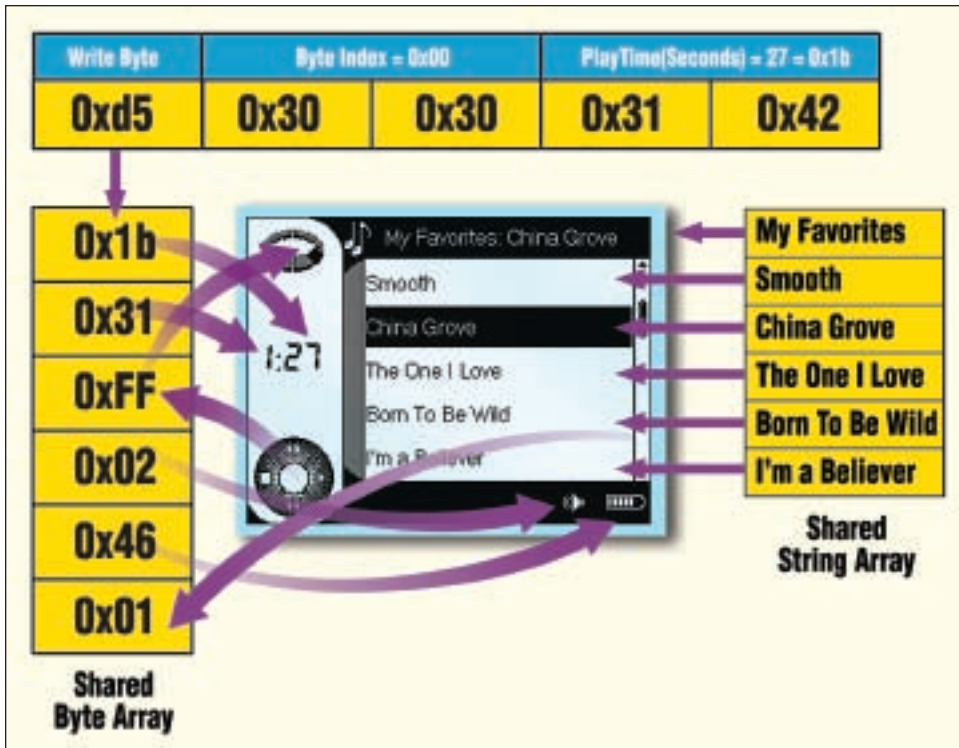 Write Byte
Byte Index = 0x00
PlayTime(Seconds) = 27 = 0x1b
0xd5
0x30
0x30
0x31
0x42
0x1b
0x31
0xFF
0x02
0x46
0x01
Shared
Byte Array
My Favorites: China Grove
Smooth
China Grove
The One I Love
Born To Be Wild
I'm a Believer
1:27
My Favorites
Smooth
China Grove
The One I Love
Born To Be Wild
I'm a Believer
Shared
String Array